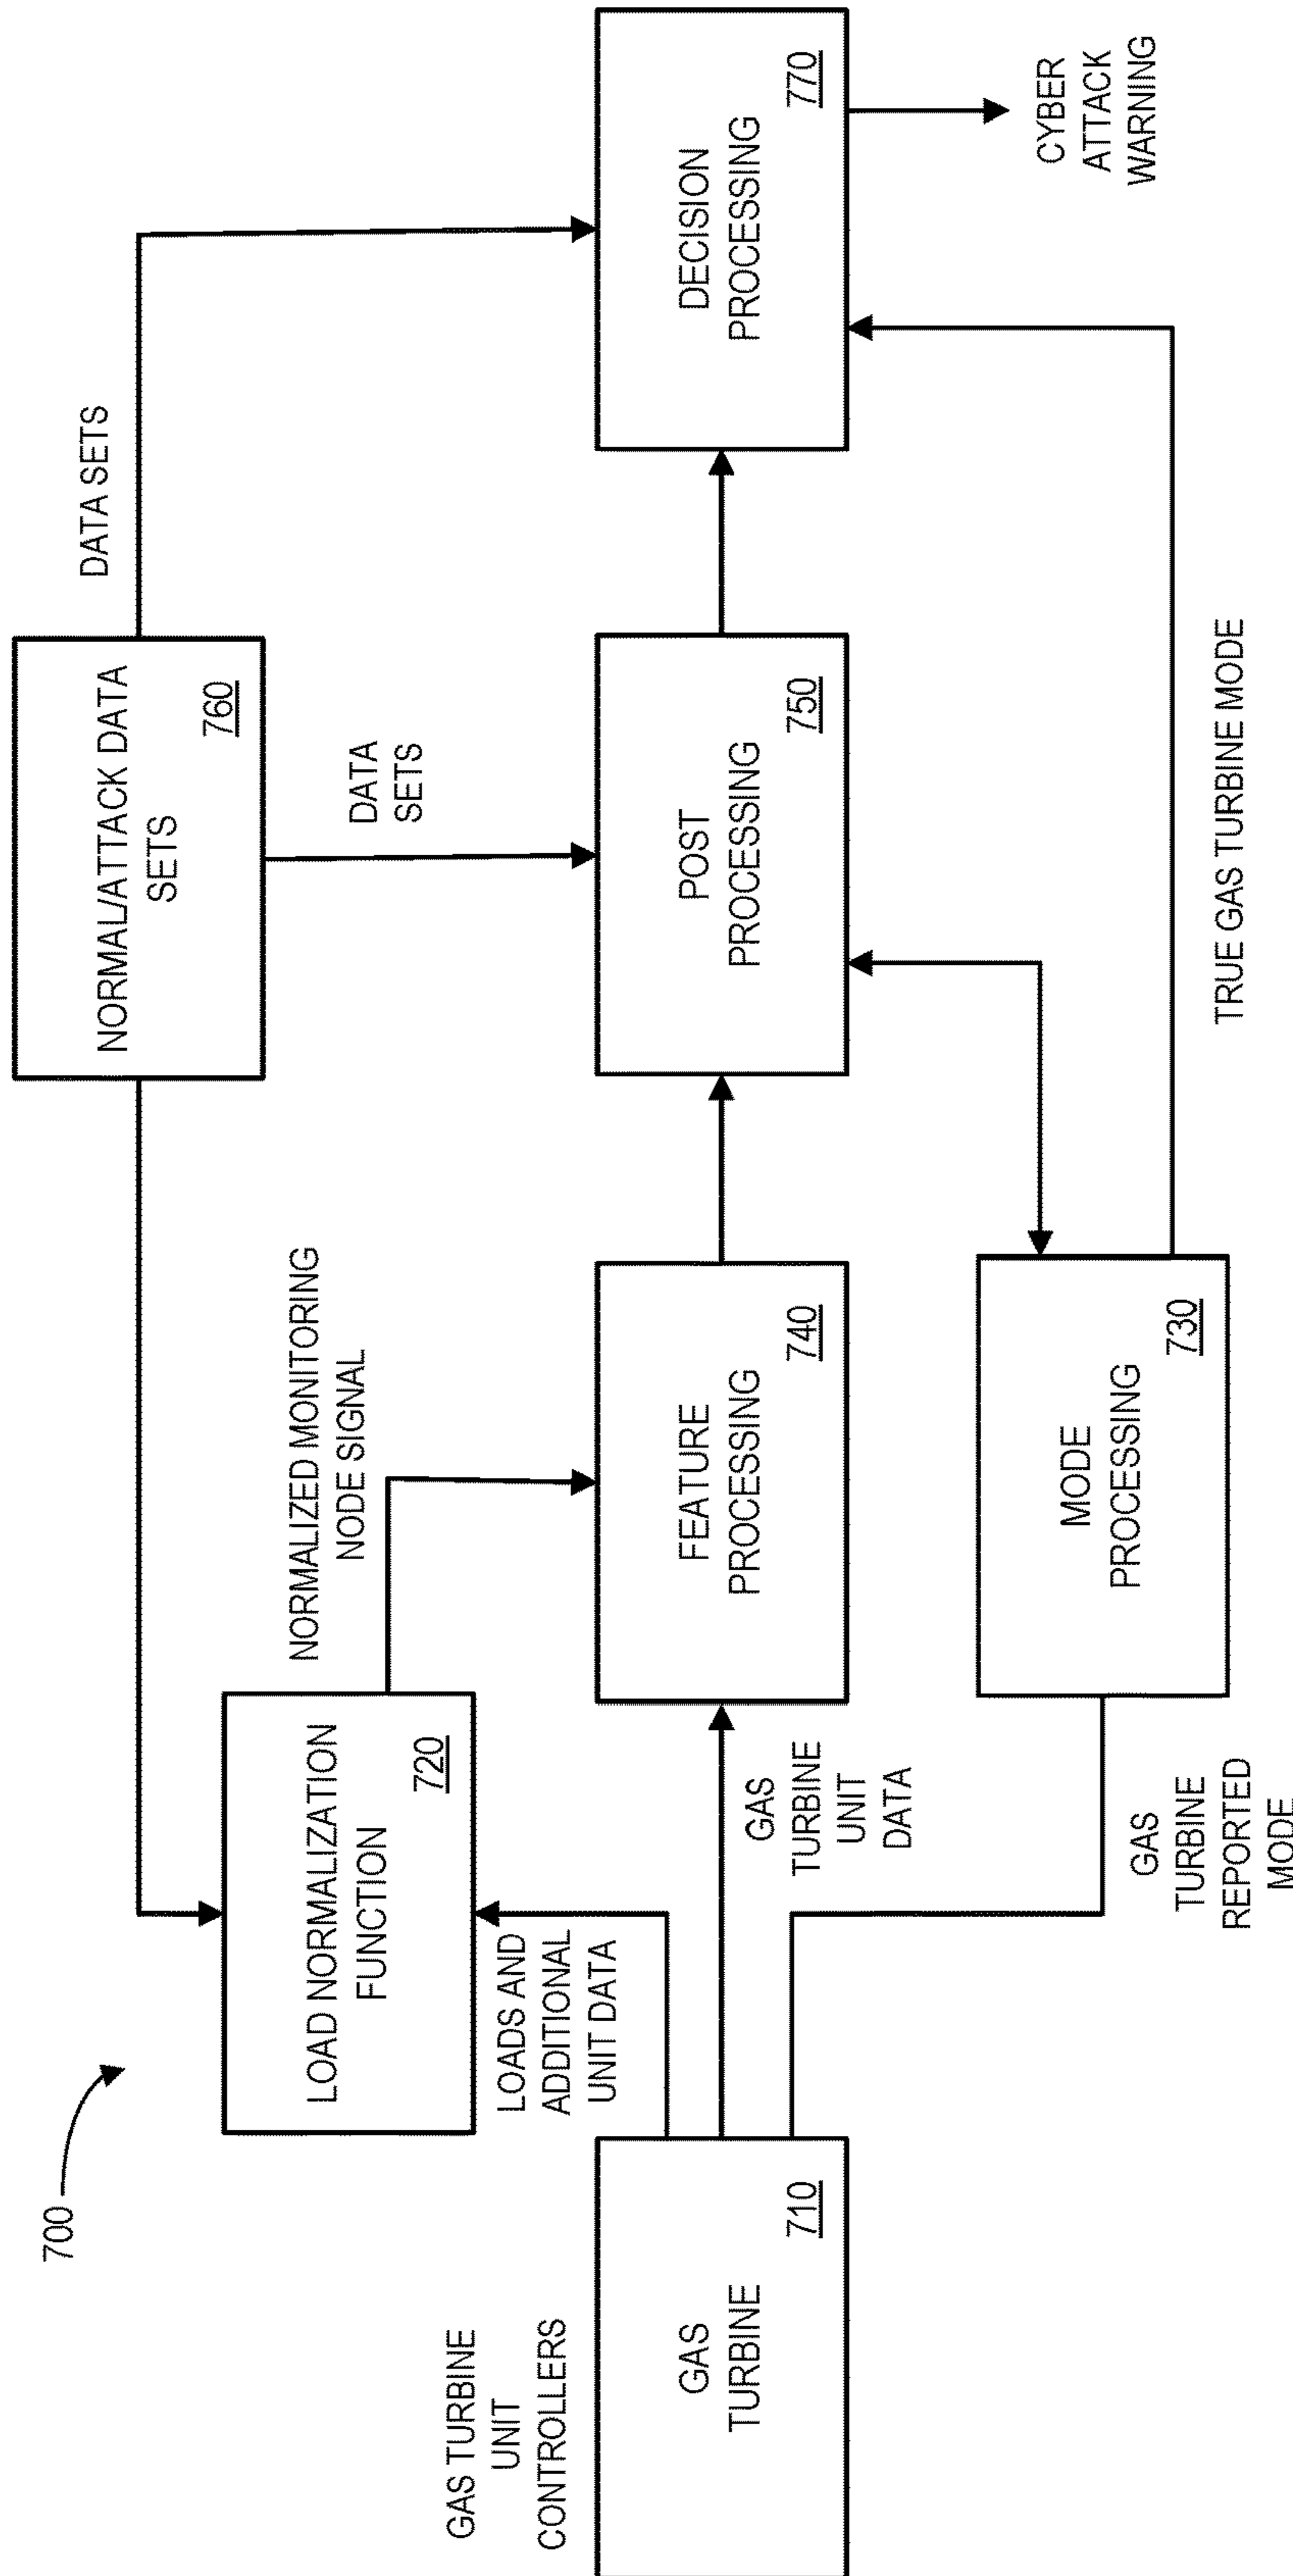 700
GAS TURBINE
UNIT
CONTROLLERS
GAS
TURBINE
710
LOAD NORMALIZATION
FUNCTION
720
LOADS AND
ADDITIONAL
UNIT DATA
GAS
TURBINE
UNIT
DATA
GAS
TURBINE
REPORTED
MODE
NORMALIZED MONITORING
NODE SIGNAL
FEATURE
PROCESSING
740
MODE
PROCESSING
730
NORMAL/ATTACK DATA
SETS
760
DATA
SETS
POST
PROCESSING
750
TRUE GAS TURBINE MODE
DATA SETS
DECISION
PROCESSING
770
CYBER
ATTACK
WARNING